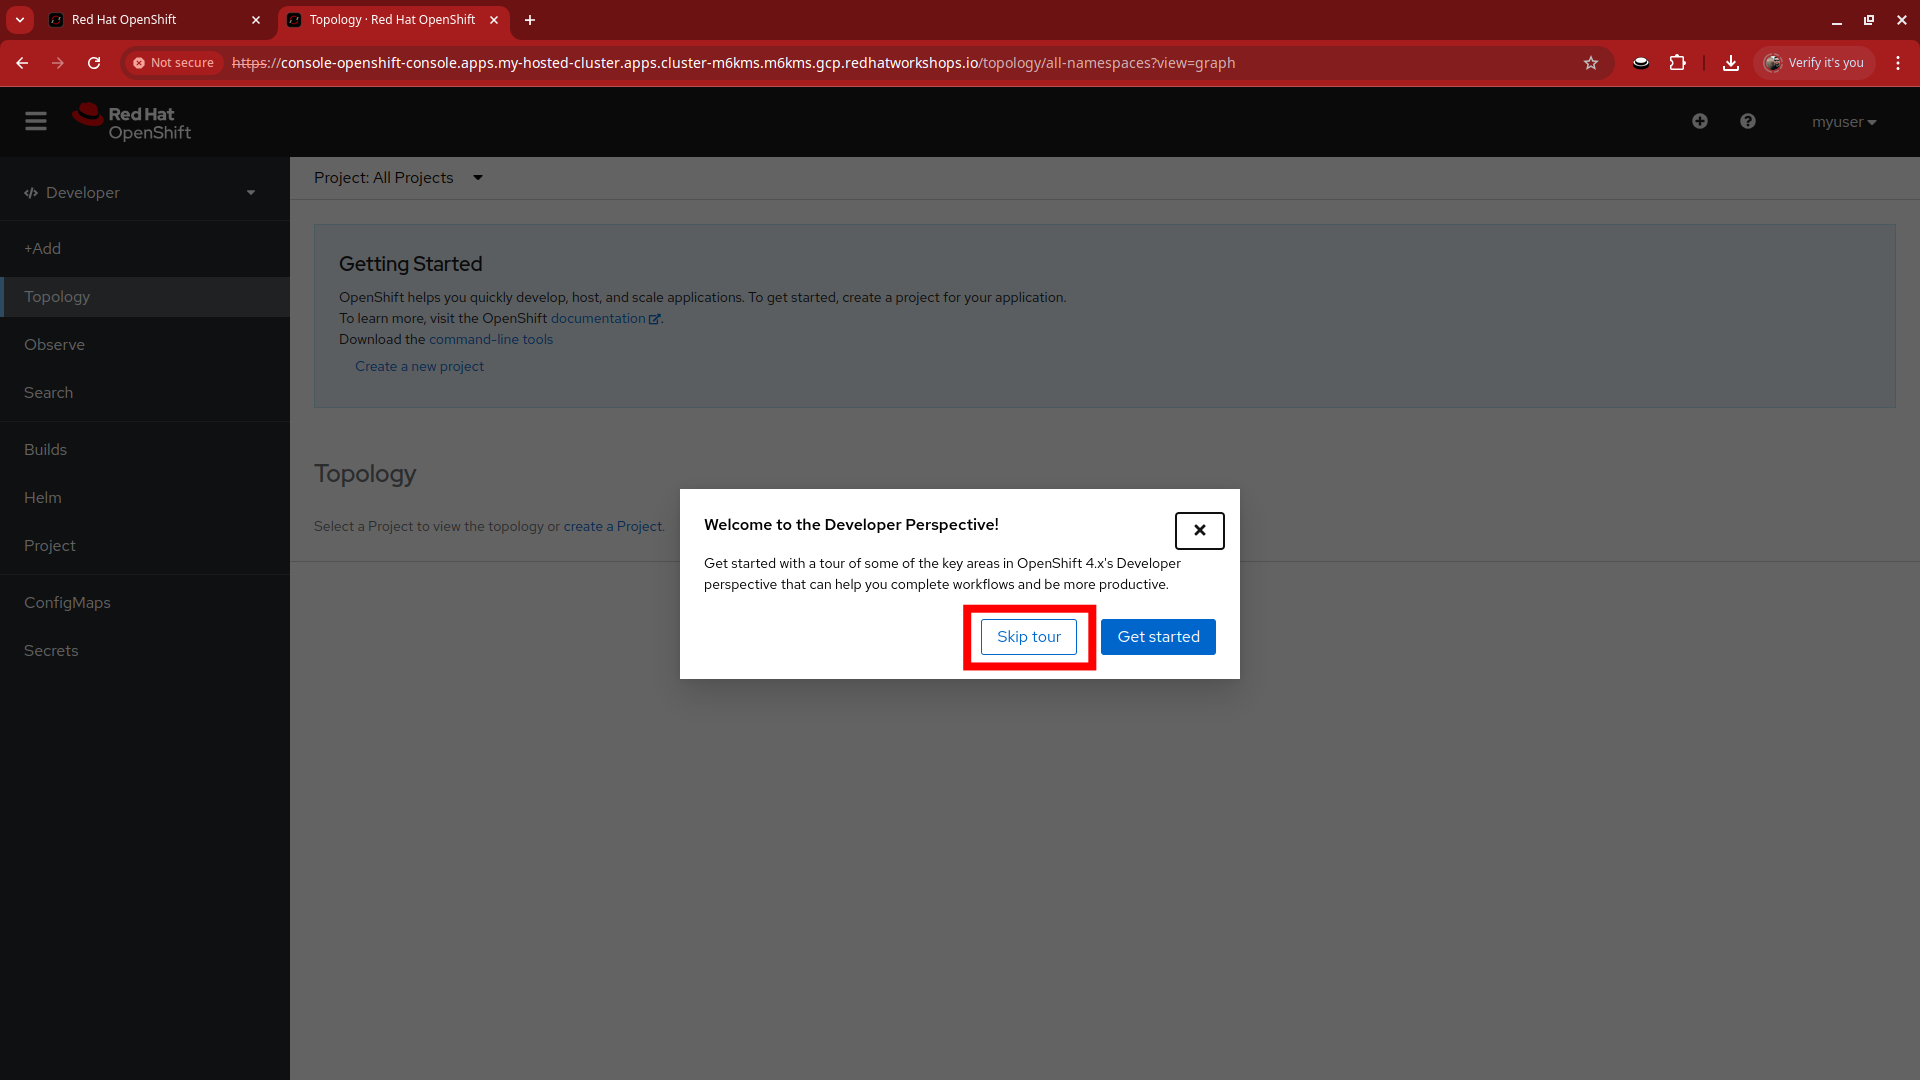 Red Hat OpenShift
Topology · Red Hat OpenShift
Not secure
https://console-openshift-console.apps.my-hosted-cluster.apps.cluster-m6kms.m6kms.gcp.redhatworkshops.io/topology/all-namespaces?view=graph
Verify it's you
Red Hat
OpenShift
myuser
Developer
+Add
Topology
Observe
Search
Builds
Helm
Project
ConfigMaps
Secrets
Project: All Projects
Getting Started
OpenShift helps you quickly develop, host, and scale applications. To get started, create a project for your application.
To learn more, visit the OpenShift documentation.
Download the command-line tools
Create a new project
Topology
Select a Project to view the topology or create a Project.
Welcome to the Developer Perspective!
Get started with a tour of some of the key areas in OpenShift 4.x's Developer
perspective that can help you complete workflows and be more productive.
Skip tour
Get started